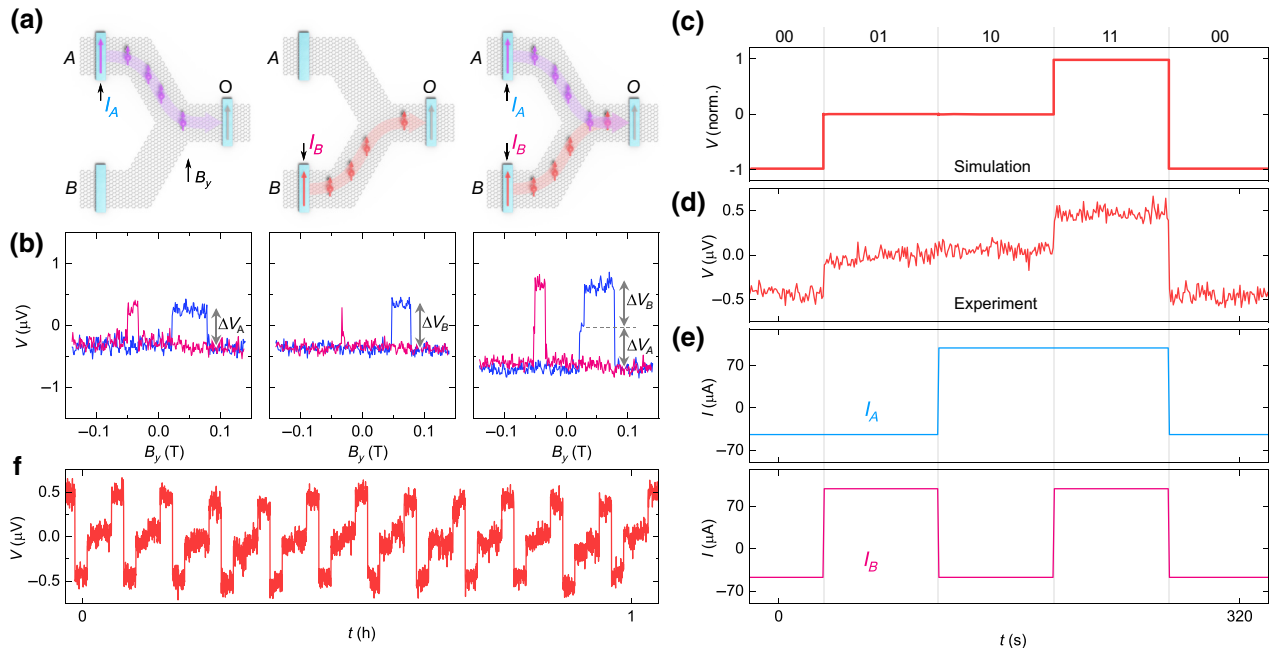 (a)
A
I_A
B
B_y
A
O
I_B
B
O
A
I_A
I_B
B
O
(b)
V (μV)
1
0
−1
ΔV_A
ΔV_B
ΔV_B
ΔV_A
−0.1 0.0 0.1
−0.1 0.0 0.1
−0.1 0.0 0.1
B_y (T)
B_y (T)
B_y (T)
f
V (μV)
0.5
0.0
−0.5
0 1
t (h)
(c)
00 01 10 11 00
V (norm.)
1
0
-1
Simulation
(d)
V (μV)
0.5
0.0
−0.5
Experiment
(e)
I (μA)
70
0
−70
I_A
I (μA)
70
0
−70
I_B
0 320
t (s)